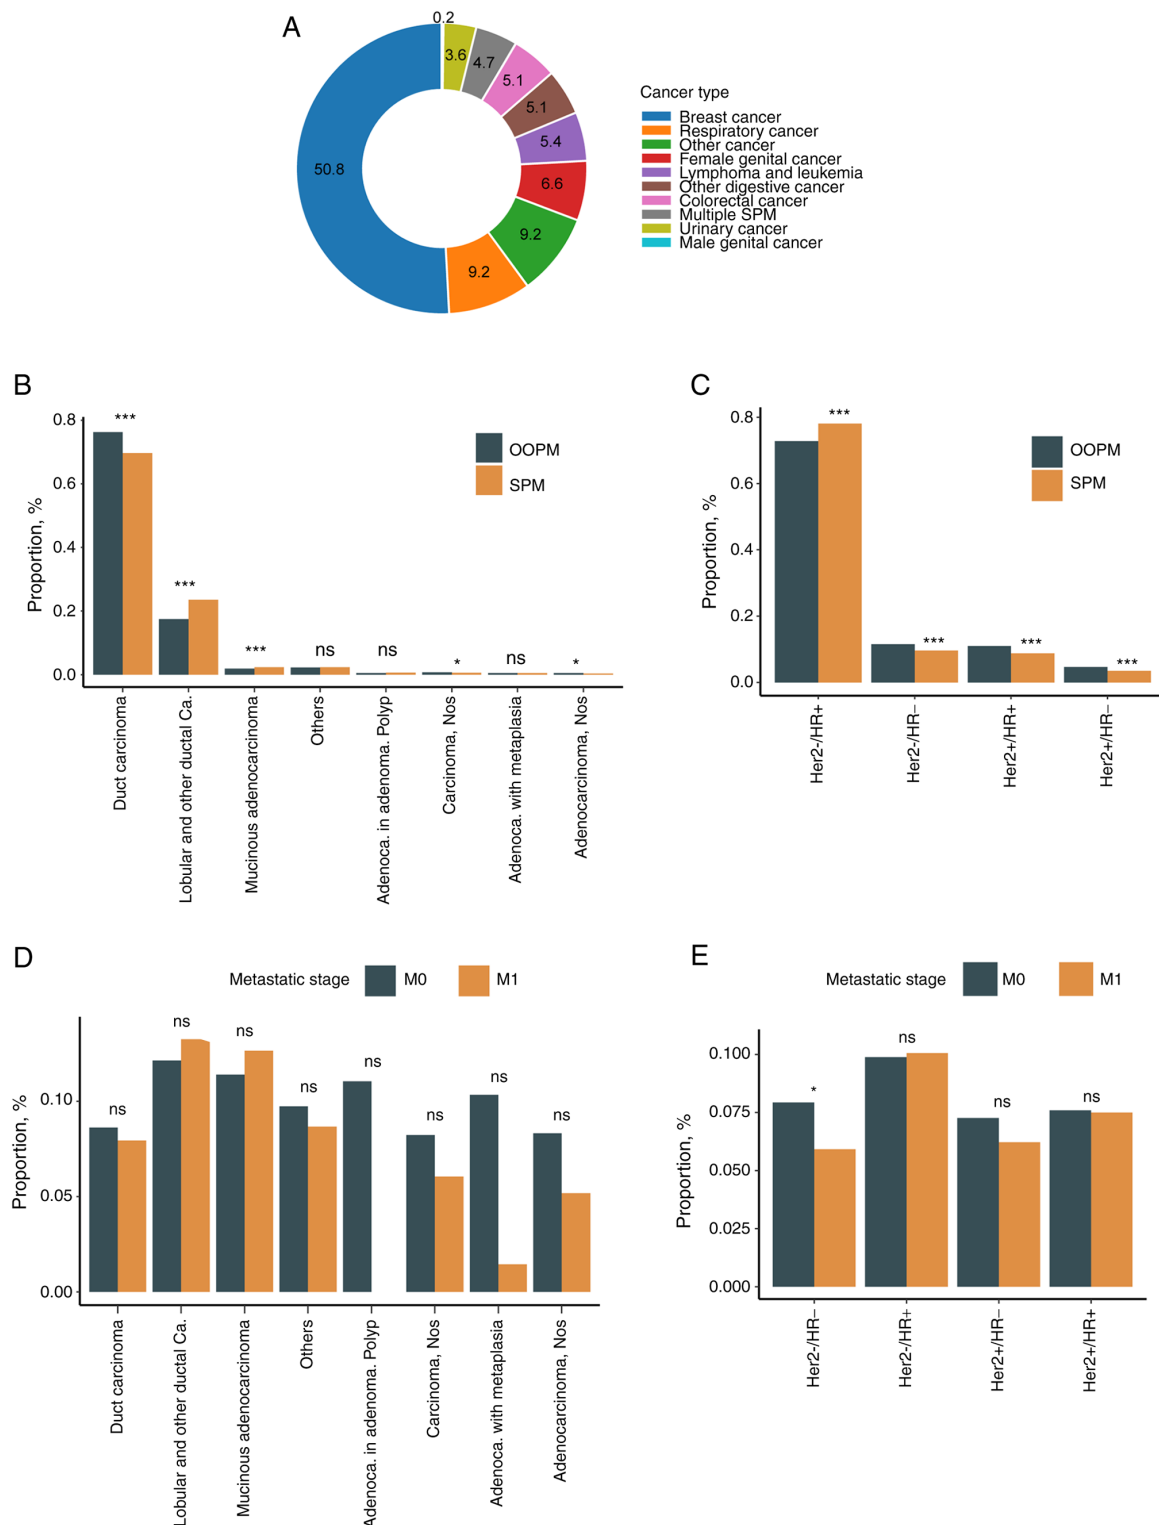 A
0.2
3.6
4.7
5.1
5.1
5.4
6.6
9.2
9.2
50.8
Cancer type
Breast cancer
Respiratory cancer
Other cancer
Female genital cancer
Lymphoma and leukemia
Other digestive cancer
Colorectal cancer
Multiple SPM
Urinary cancer
Male genital cancer
B
Proportion, %
0.8
0.6
0.4
0.2
0.0
***
***
***
ns
ns
*
ns
*
OOPM
SPM
Duct carcinoma
Lobular and other ductal Ca.
Mucinous adenocarcinoma
Others
Adenoca. in adenoma. Polyp
Carcinoma, Nos
Adenoca. with metaplasia
Adenocarcinoma, Nos
C
Proportion, %
0.8
0.6
0.4
0.2
0.0
***
***
***
***
OOPM
SPM
Her2-/HR+
Her2-/HR−
Her2+/HR+
Her2+/HR−
D
Metastatic stage M0 M1
Proportion, %
0.10
0.05
0.00
ns
ns
ns
ns
ns
ns
ns
ns
Duct carcinoma
Lobular and other ductal Ca.
Mucinous adenocarcinoma
Others
Adenoca. in adenoma. Polyp
Carcinoma, Nos
Adenoca. with metaplasia
Adenocarcinoma, Nos
E
Metastatic stage M0 M1
Proportion, %
0.100
0.075
0.050
0.025
0.000
*
ns
ns
ns
Her2-/HR−
Her2-/HR+
Her2+/HR−
Her2+/HR+